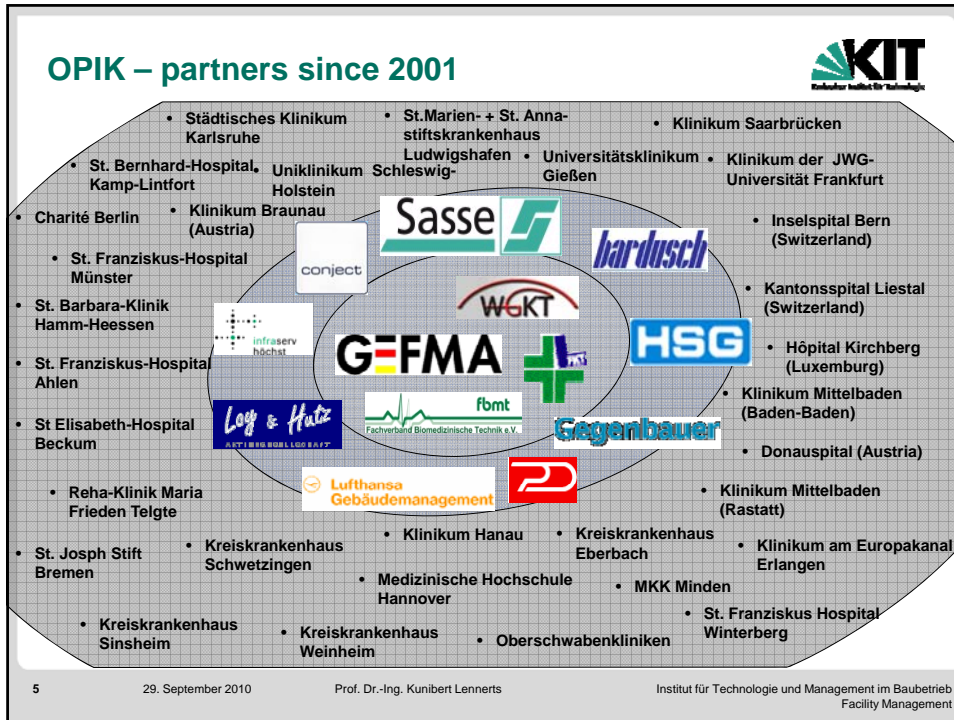 OPIK – partners since 2001
KIT
Karlsruher Institut für Technologie
• Städtisches Klinikum
Karlsruhe
• St.Marien- + St. Anna-
stiftskrankenhaus
Ludwigshafen
• Klinikum Saarbrücken
• St. Bernhard-Hospital,
Kamp-Lintfort
• Uniklinikum Schleswig-
Holstein
• Universitätsklinikum
Gießen
• Klinikum der JWG-
Universität Frankfurt
• Charité Berlin
• Klinikum Braunau
(Austria)
• Inselspital Bern
(Switzerland)
• St. Franziskus-Hospital
Münster
• St. Barbara-Klinik
Hamm-Heessen
• Kantonsspital Liestal
(Switzerland)
• Hôpital Kirchberg
(Luxemburg)
• St. Franziskus-Hospital
Ahlen
• Klinikum Mittelbaden
(Baden-Baden)
• St Elisabeth-Hospital
Beckum
• Donauspital (Austria)
• Reha-Klinik Maria
Frieden Telgte
• Klinikum Mittelbaden
(Rastatt)
• St. Josph Stift
Bremen
• Kreiskrankenhaus
Schwetzingen
• Klinikum Hanau
• Kreiskrankenhaus
Eberbach
• Klinikum am Europakanal
Erlangen
• Medizinische Hochschule
Hannover
• MKK Minden
• St. Franziskus Hospital
Winterberg
• Kreiskrankenhaus
Sinsheim
• Kreiskrankenhaus
Weinheim
• Oberschwabenkliniken
Sasse
conject
bardusch
WGKT
infraserv
höchst
GEFMA
HSG
Loy & Hutz
AKTIENGESELLSCHAFT
fbmt
Fachverband Biomedizinische Technik e.V.
Gegenbauer
Lufthansa
Gebäudemanagement
5
29. September 2010
Prof. Dr.-Ing. Kunibert Lennerts
Institut für Technologie und Management im Baubetrieb
Facility Management